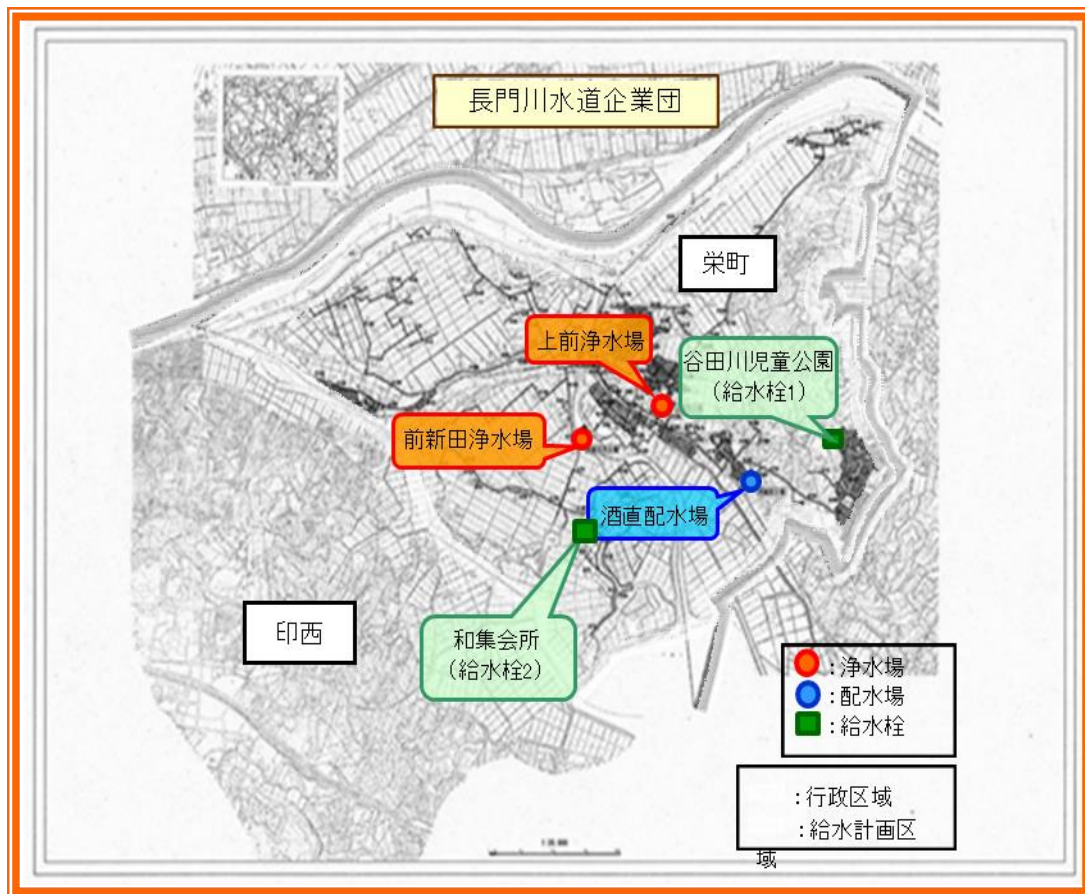 長門川水道企業団
栄町
上前浄水場
谷田川児童公園
(給水栓1)
前新田浄水場
酒直配水場
印西
和集会所
(給水栓2)
:浄水場
:配水場
:給水栓
:行政区域
:給水計画区
域